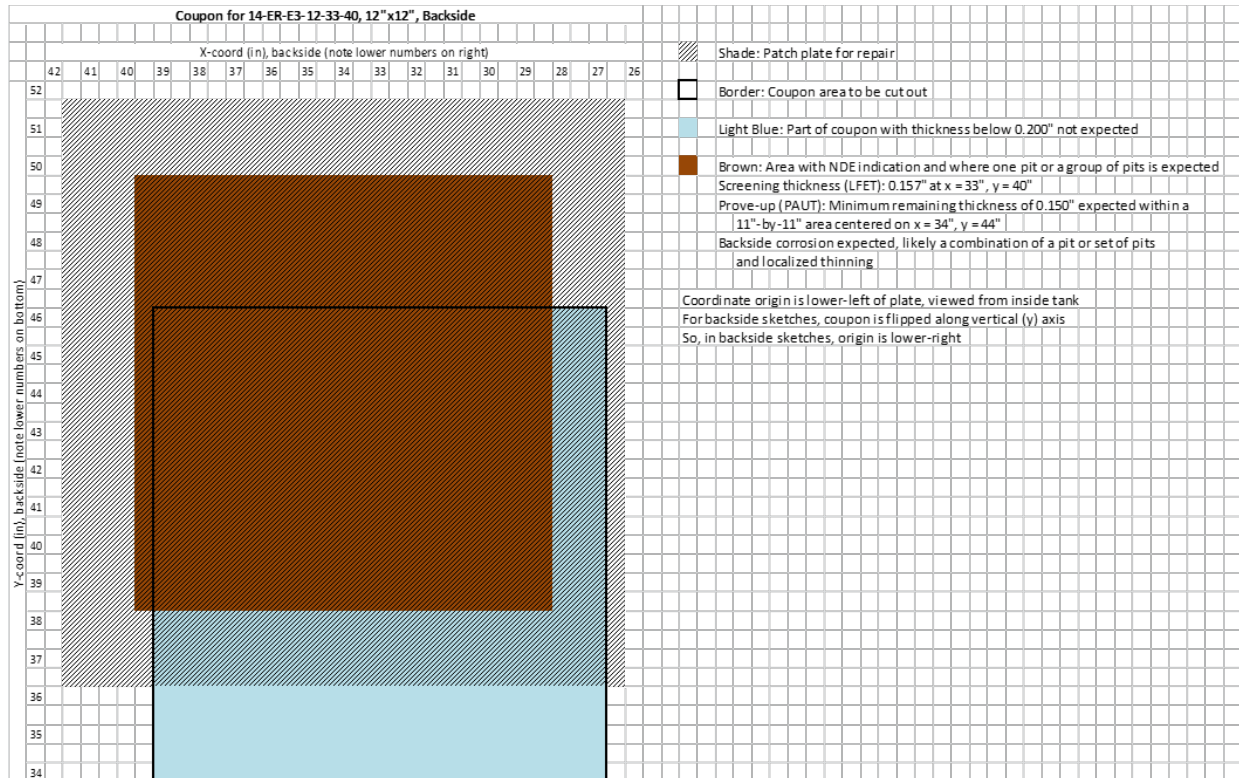 Coupon for 14-ER-E3-12-33-40, 12"x12", Backside
X-coord (in), backside (note lower numbers on right)
42 41 40 39 38 37 36 35 34 33 32 31 30 29 28 27 26
52
51
50
49
48
47
46
45
44
43
42
41
40
39
38
37
36
35
34
Y-coord (in), backside (note lower numbers on bottom)
Shade: Patch plate for repair
Border: Coupon area to be cut out
Light Blue: Part of coupon with thickness below 0.200" not expected
Brown: Area with NDE indication and where one pit or a group of pits is expected
Screening thickness (LFET): 0.157" at x = 33", y = 40"
Prove-up (PAUT): Minimum remaining thickness of 0.150" expected within a
11"-by-11" area centered on x = 34", y = 44"
Backside corrosion expected, likely a combination of a pit or set of pits
and localized thinning
Coordinate origin is lower-left of plate, viewed from inside tank
For backside sketches, coupon is flipped along vertical (y) axis
So, in backside sketches, origin is lower-right